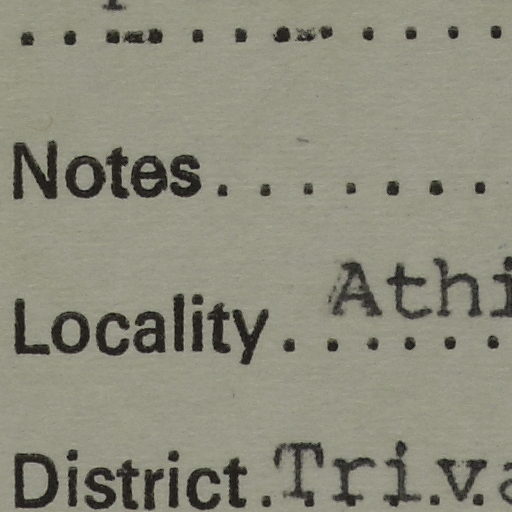 Notes..........
Locality...... Athi
District.Triva